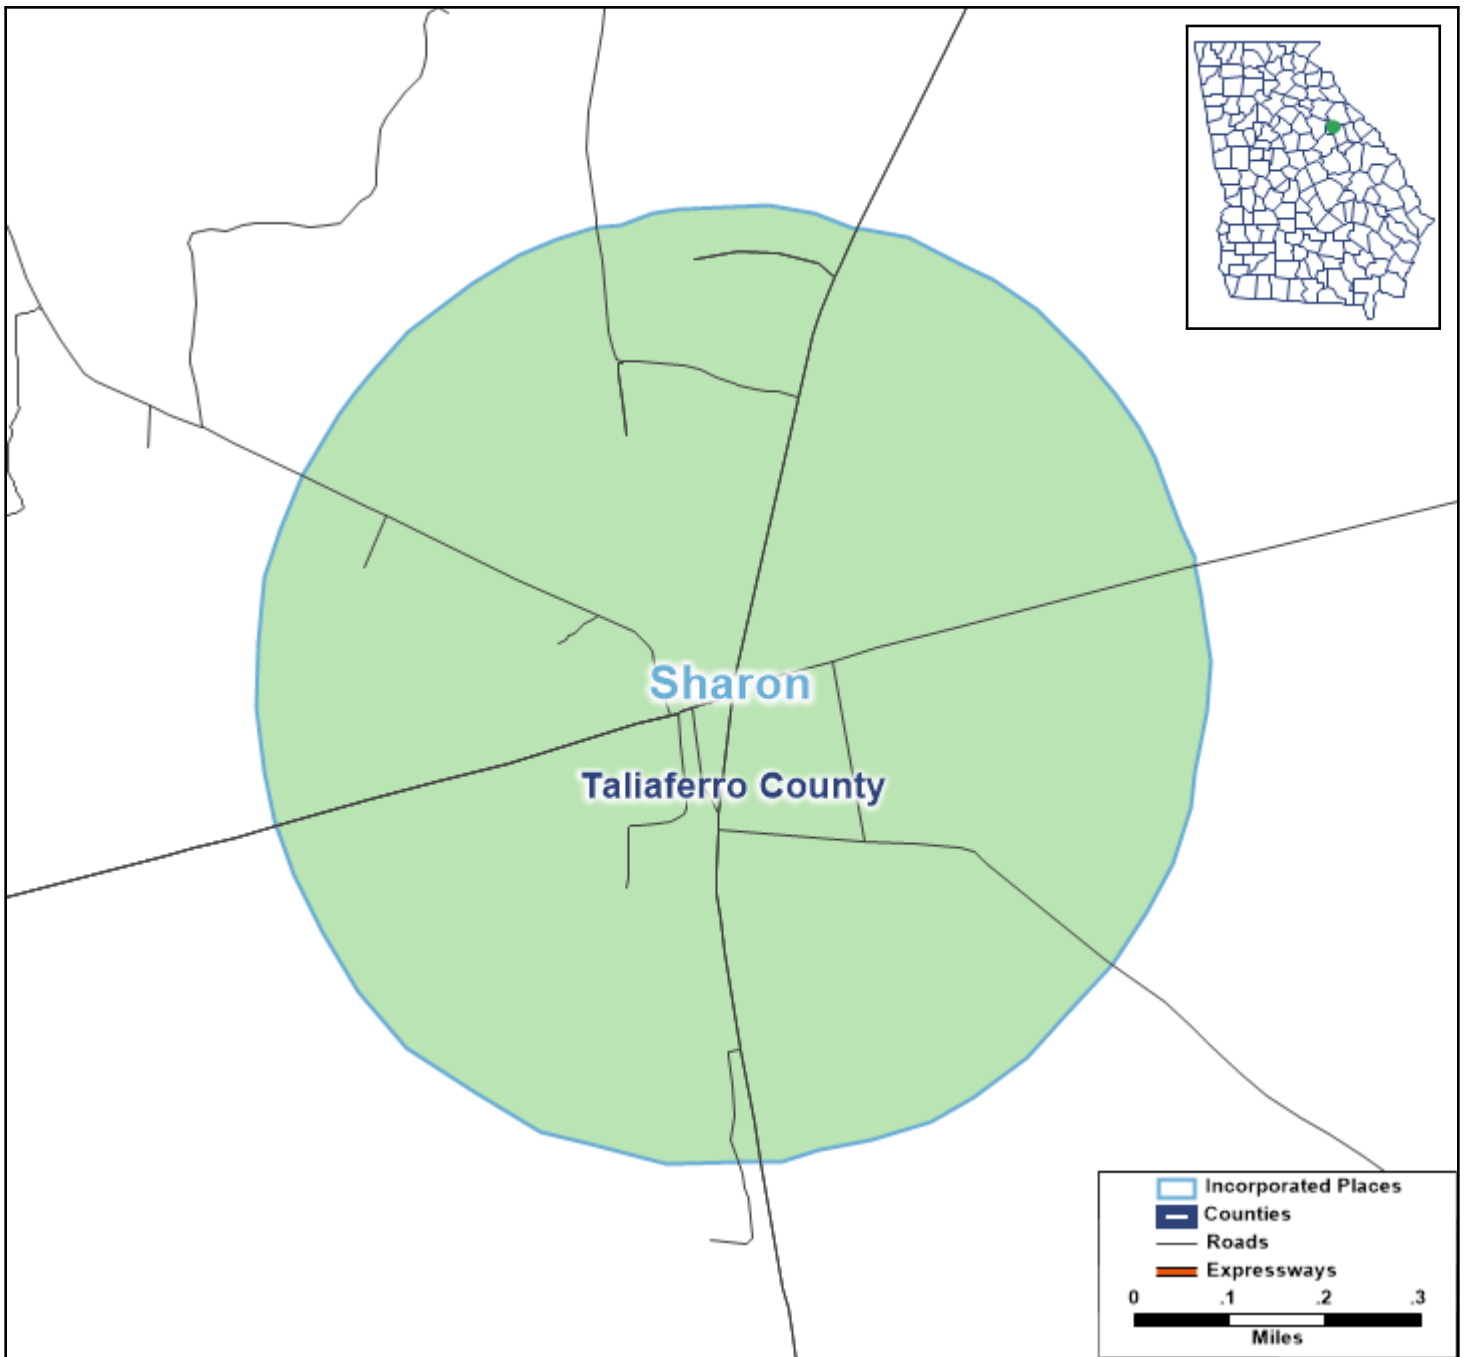 Sharon
Taliaferro County
Incorporated Places
Counties
Roads
Expressways
0 .1 .2 .3
Miles